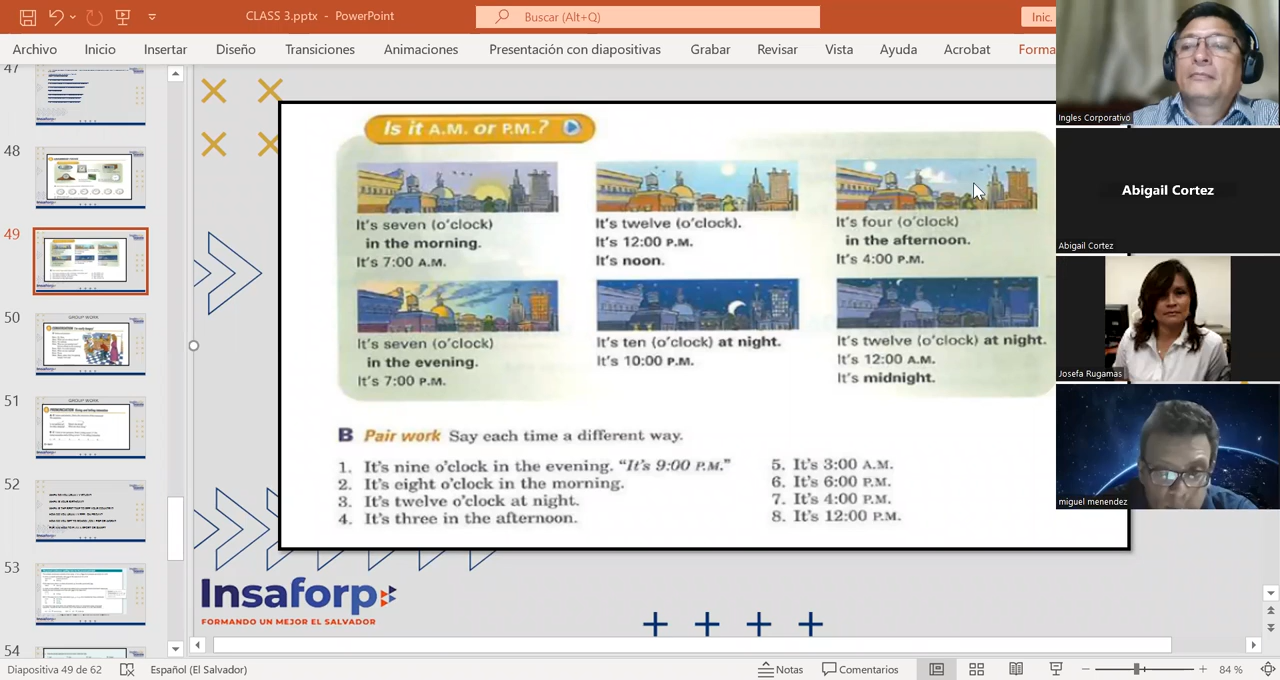 CLASS 3.pptx - PowerPoint
Buscar (Alt+Q)
Inic.
Archivo Inicio Insertar Diseño Transiciones Animaciones Presentación con diapositivas Grabar Revisar Vista Ayuda Acrobat Forma
47
48
49
50
GROUP WORK
51
GROUP WORK
52
53
54
Is it A.M. or P.M.?
It's seven (o'clock)
in the morning.
It's 7:00 A.M.
It's twelve (o'clock).
It's 12:00 P.M.
It's noon.
It's four (o'clock)
in the afternoon.
It's 4:00 P.M.
It's seven (o'clock)
in the evening.
It's 7:00 P.M.
It's ten (o'clock) at night.
It's 10:00 P.M.
It's twelve (o'clock) at night.
It's 12:00 A.M.
It's midnight.
B Pair work Say each time a different way.
1. It's nine o'clock in the evening. "It's 9:00 P.M."
2. It's eight o'clock in the morning.
3. It's twelve o'clock at night.
4. It's three in the afternoon.
5. It's 3:00 A.M.
6. It's 6:00 P.M.
7. It's 4:00 P.M.
8. It's 12:00 P.M.
Insaforp
FORMANDO UN MEJOR EL SALVADOR
Ingles Corporativo
Abigail Cortez
Abigail Cortez
Josefa Rugamas
miguel menendez
Diapositiva 49 de 62 Español (El Salvador) Notas Comentarios 84 %